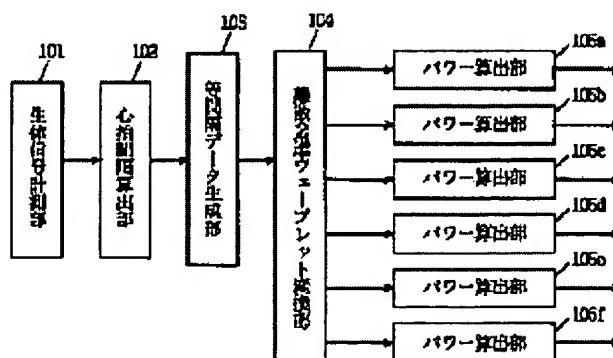 101
102
103
104
生体信号計測部
心拍間隔算出部
等間隔データ生成部
離散ウェーブレット変換部
パワー算出部
105a
パワー算出部
105b
パワー算出部
105c
パワー算出部
105d
パワー算出部
105e
パワー算出部
105f